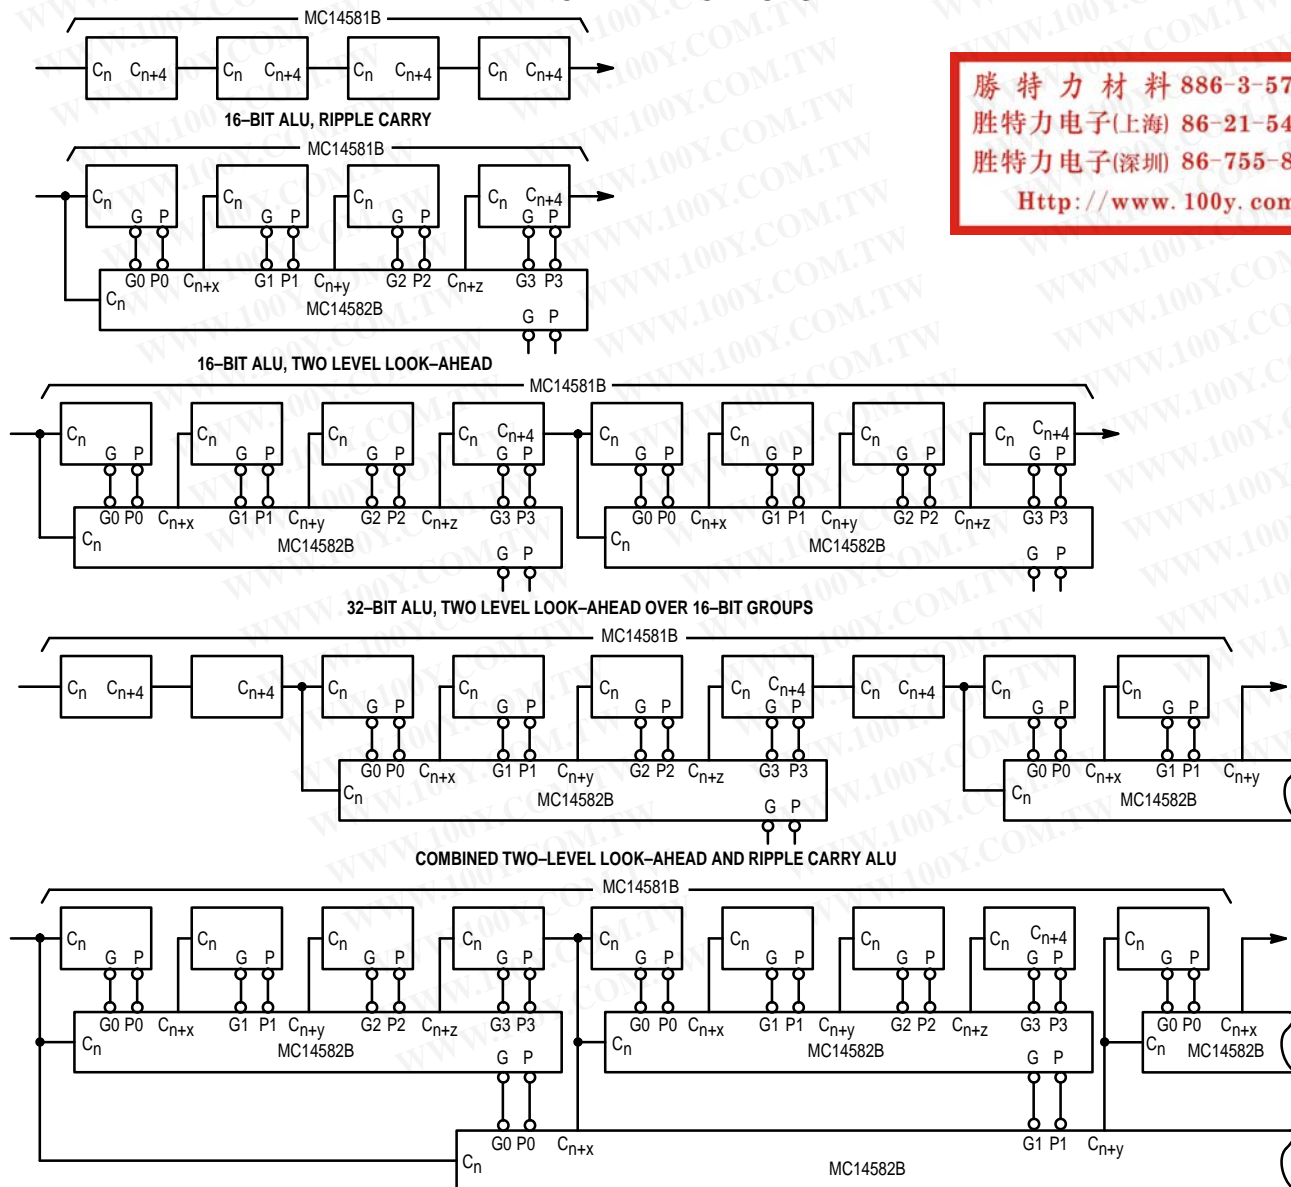 MC14581B
Cn Cn+4 Cn Cn+4 Cn Cn+4 Cn Cn+4
16–BIT ALU, RIPPLE CARRY
MC14581B
Cn Cn Cn Cn Cn+4
G P G P G P G P
G0 P0 Cn+x G1 P1 Cn+y G2 P2 Cn+z G3 P3
Cn
MC14582B
G P
16–BIT ALU, TWO LEVEL LOOK–AHEAD
MC14581B
Cn Cn Cn Cn Cn+4 Cn Cn Cn Cn Cn+4
G P G P G P G P G P G P G P G P
G0 P0 Cn+x G1 P1 Cn+y G2 P2 Cn+z G3 P3 G0 P0 Cn+x G1 P1 Cn+y G2 P2 Cn+z G3 P3
Cn MC14582B Cn MC14582B
G P G P
32–BIT ALU, TWO LEVEL LOOK–AHEAD OVER 16–BIT GROUPS
MC14581B
Cn Cn+4 Cn+4 Cn Cn Cn Cn Cn+4 Cn Cn+4 Cn Cn
G P G P G P G P G P G P
G0 P0 Cn+x G1 P1 Cn+y G2 P2 Cn+z G3 P3 G0 P0 Cn+x G1 P1 Cn+y
Cn MC14582B Cn MC14582B
G P
COMBINED TWO–LEVEL LOOK–AHEAD AND RIPPLE CARRY ALU
MC14581B
Cn Cn Cn Cn Cn Cn Cn Cn Cn+4 Cn
G P G P G P G P G P G P G P G P G P
G0 P0 Cn+x G1 P1 Cn+y G2 P2 Cn+z G3 P3 G0 P0 Cn+x G1 P1 Cn+y G2 P2 Cn+z G3 P3 G0 P0 Cn+x
Cn MC14582B Cn MC14582B Cn MC14582B
G P G P
G0 P0 Cn+x G1 P1 Cn+y
Cn MC14582B
勝特力材料 886-3-57
胜特力电子(上海) 86-21-54
胜特力电子(深圳) 86-755-8
Http://www.100y.com
WWW.100Y.COM.TW